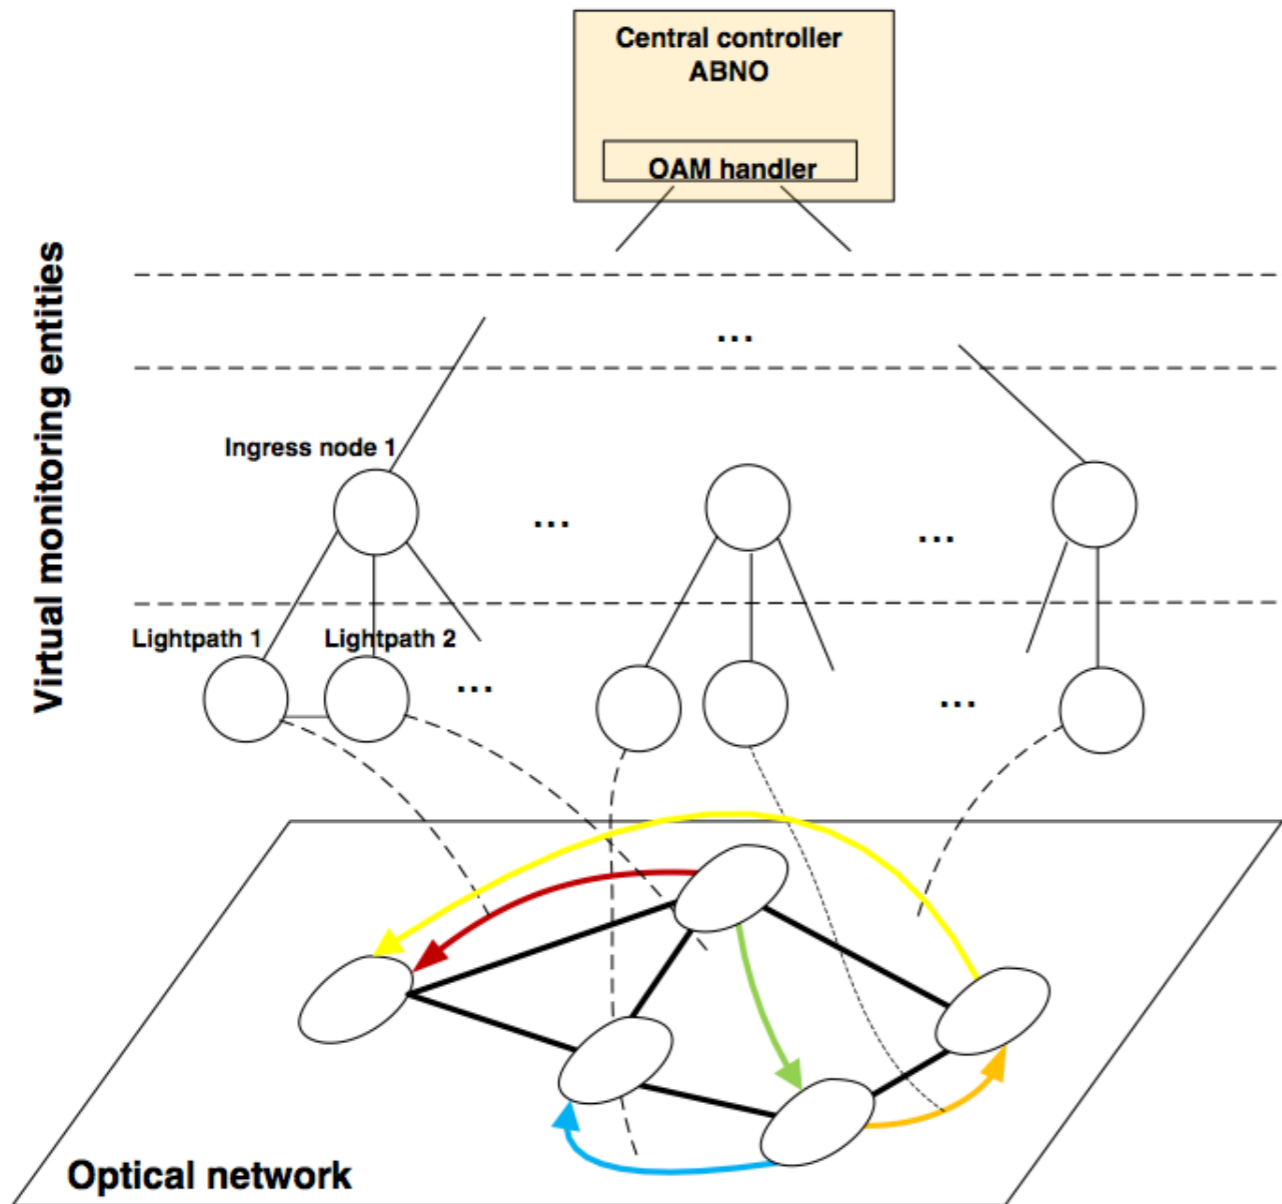 Central controller
ABNO
OAM handler
Virtual monitoring entities
...
Ingress node 1
...
...
Lightpath 1
Lightpath 2
...
...
Optical network